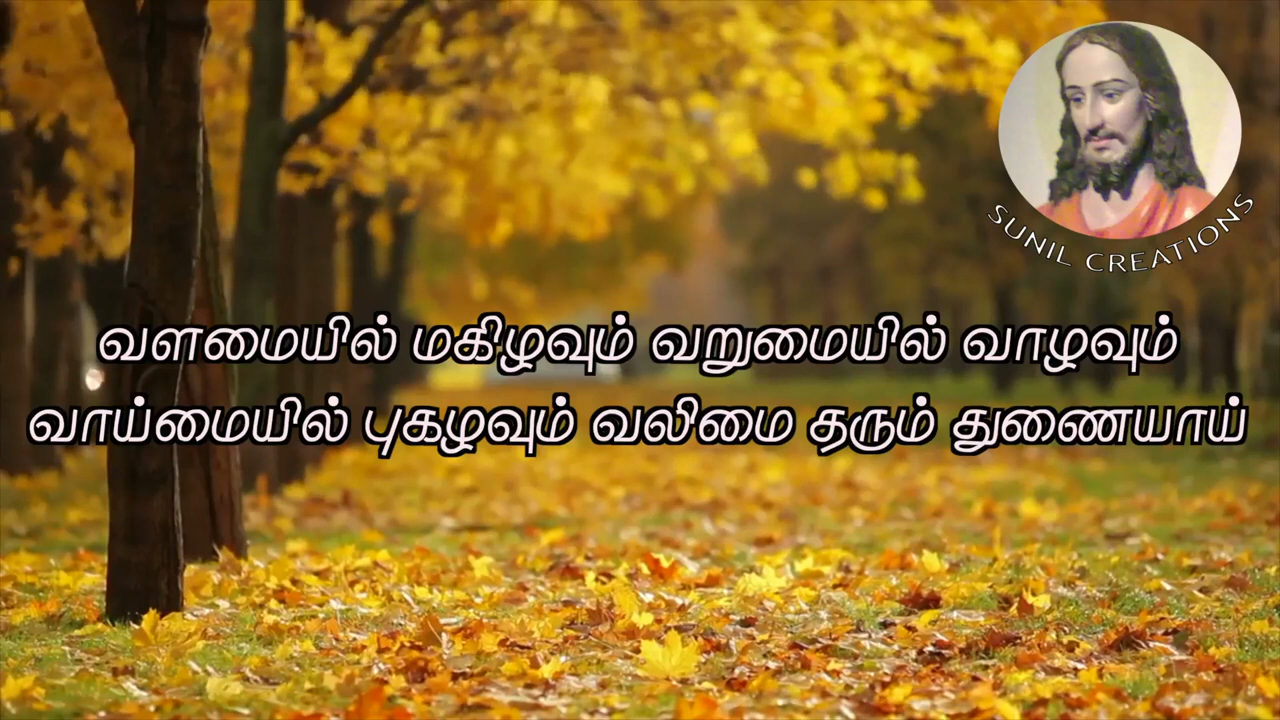 SUNIL CREATIONS
வளமையில் மகிழவும் வறுமையில் வாழவும்
வாய்மையில் புகழவும் வலிமை தரும் துணையாய்